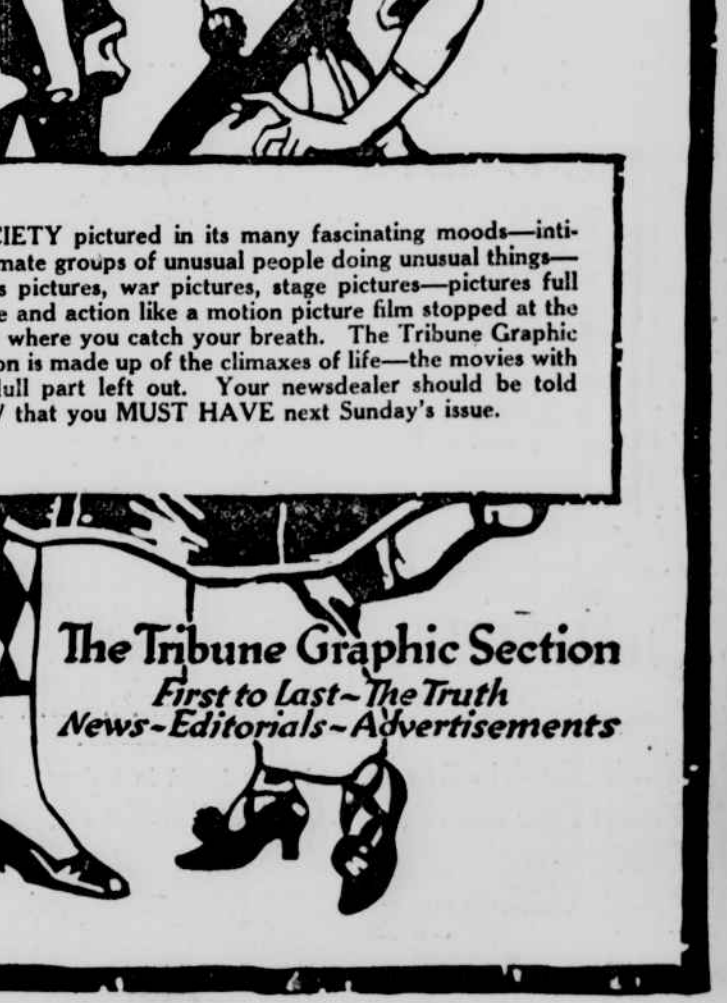 CIETY pictured in its many fascinating moods—inti-
mate groups of unusual people doing unusual things—
s pictures, war pictures, stage pictures—pictures full
e and action like a motion picture film stopped at the
where you catch your breath. The Tribune Graphic
on is made up of the climaxes of life—the movies with
dull part left out. Your newsdealer should be told
that you MUST HAVE next Sunday's issue.
The Tribune Graphic Section
First to Last~The Truth
News~Editorials~Advertisements